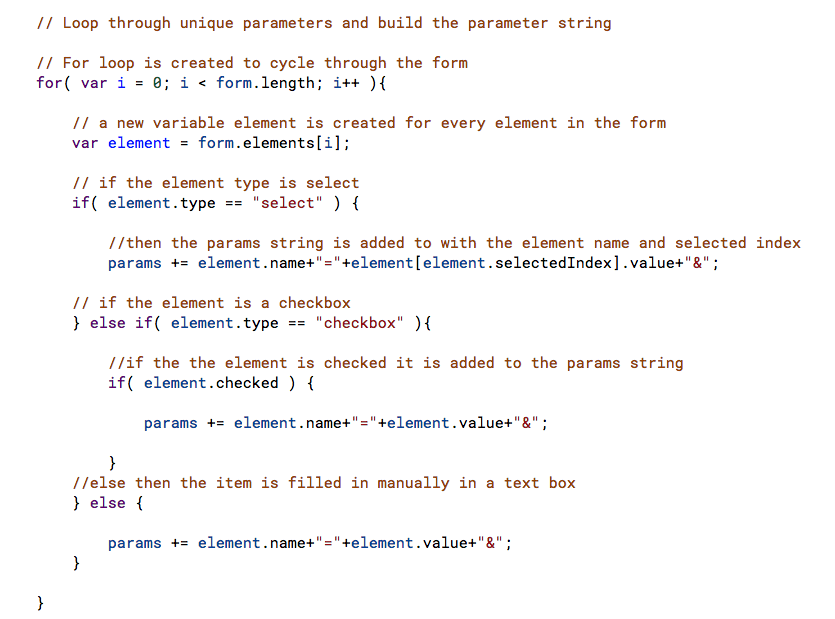 // Loop through unique parameters and build the parameter string
// For loop is created to cycle through the form
for( var i = 0; i < form.length; i++ ){
// a new variable element is created for every element in the form
var element = form.elements[i];
// if the element type is select
if( element.type == "select" ) {
//then the params string is added to with the element name and selected index
params += element.name+"="+element[element.selectedIndex].value+"&";
// if the element is a checkbox
} else if( element.type == "checkbox" ){
//if the the element is checked it is added to the params string
if( element.checked ) {
params += element.name+"="+element.value+"&";
}
//else then the item is filled in manually in a text box
} else {
params += element.name+"="+element.value+"&";
}
}